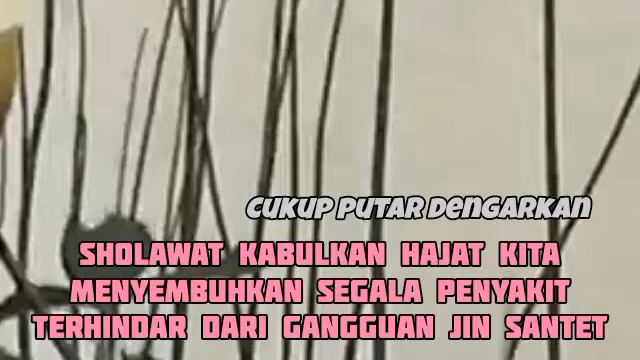 CUKUP PUTAR DENGARKAN
SHOLAWAT KABULKAN HAJAT KITA
MENYEMBUHKAN SEGALA PENYAKIT
TERHINDAR DARI GANGGUAN JIN SANTET